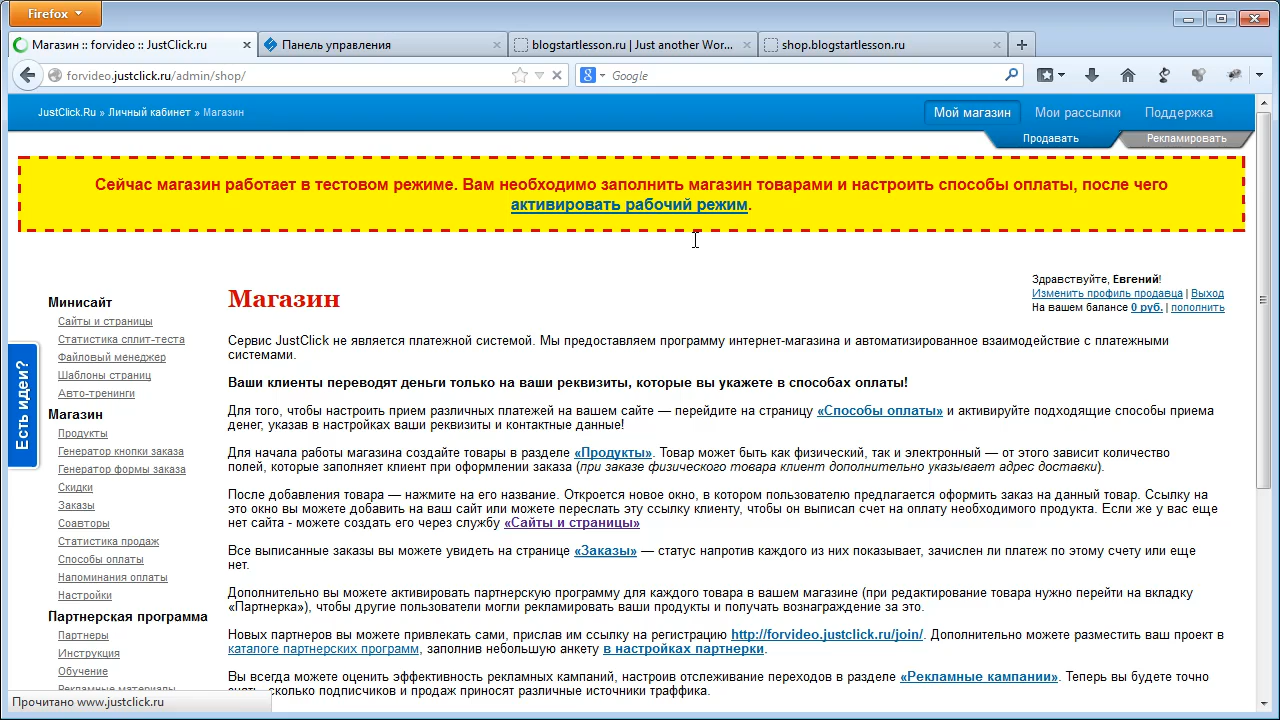 Firefox
Магазин :: forvideo :: JustClick.ru
Панель управления
blogstartlesson.ru | Just another Wor...
shop.blogstartlesson.ru
forvideo.justclick.ru/admin/shop/
Google
JustClick.Ru » Личный кабинет » Магазин
Мой магазин
Мои рассылки
Поддержка
Продавать
Рекламировать
Сейчас магазин работает в тестовом режиме. Вам необходимо заполнить магазин товарами и настроить способы оплаты, после чего
активировать рабочий режим.
Здравствуйте, Евгений!
Изменить профиль продавца | Выход
На вашем балансе 0 руб. | пополнить
Есть идеи?
Минисайт
Сайты и страницы
Статистика сплит-теста
Файловый менеджер
Шаблоны страниц
Авто-тренинги
Магазин
Продукты
Генератор кнопки заказа
Генератор формы заказа
Скидки
Заказы
Соавторы
Статистика продаж
Способы оплаты
Напоминания оплаты
Настройки
Партнерская программа
Партнеры
Инструкция
Обучение
Рекламные материалы
Магазин
Сервис JustClick не является платежной системой. Мы предоставляем программу интернет-магазина и автоматизированное взаимодействие с платежными
системами.
Ваши клиенты переводят деньги только на ваши реквизиты, которые вы укажете в способах оплаты!
Для того, чтобы настроить прием различных платежей на вашем сайте — перейдите на страницу «Способы оплаты» и активируйте подходящие способы приема
денег, указав в настройках ваши реквизиты и контактные данные!
Для начала работы магазина создайте товары в разделе «Продукты». Товар может быть как физический, так и электронный — от этого зависит количество
полей, которые заполняет клиент при оформлении заказа (при заказе физического товара клиент дополнительно указывает адрес доставки).
После добавления товара — нажмите на его название. Откроется новое окно, в котором пользователю предлагается оформить заказ на данный товар. Ссылку на
это окно вы можете добавить на ваш сайт или можете переслать эту ссылку клиенту, чтобы он выписал счет на оплату необходимого продукта. Если же у вас еще
нет сайта - можете создать его через службу «Сайты и страницы»
Все выписанные заказы вы можете увидеть на странице «Заказы» — статус напротив каждого из них показывает, зачислен ли платеж по этому счету или еще
нет.
Дополнительно вы можете активировать партнерскую программу для каждого товара в вашем магазине (при редактирование товара нужно перейти на вкладку
«Партнерка»), чтобы другие пользователи могли рекламировать ваши продукты и получать вознаграждение за это.
Новых партнеров вы можете привлекать сами, прислав им ссылку на регистрацию http://forvideo.justclick.ru/join/. Дополнительно можете разместить ваш проект в
каталоге партнерских программ, заполнив небольшую анкету в настройках партнерки.
Вы всегда можете оценить эффективность рекламных кампаний, настроив отслеживание переходов в разделе «Рекламные кампании». Теперь вы будете точно
знать, сколько подписчиков и продаж приносят различные источники траффика.
Прочитано www.justclick.ru